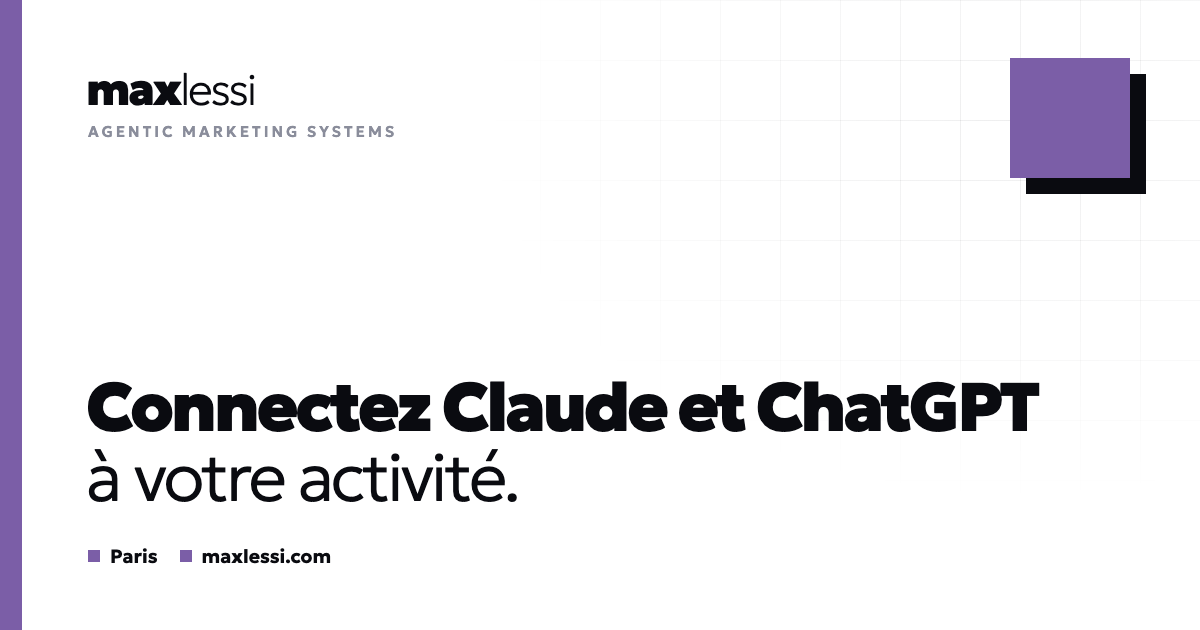 maxlessi
AGENTIC MARKETING SYSTEMS
Connectez Claude et ChatGPT
à votre activité.
Paris maxlessi.com